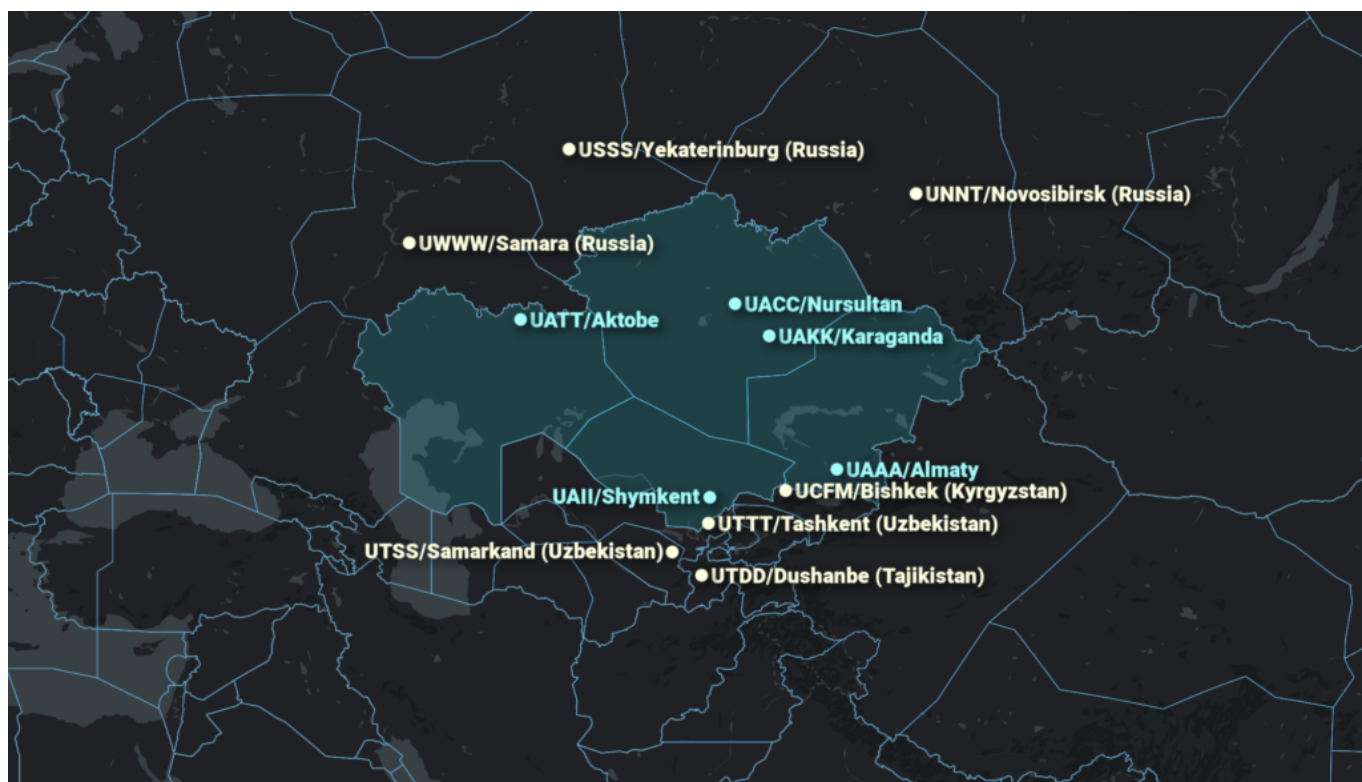 USSS/Yekaterinburg (Russia)
UNNT/Novosibirsk (Russia)
UWWW/Samara (Russia)
UACC/Nursultan
UATT/Aktobe
UAKK/Karaganda
UAAA/Almaty
UCFM/Bishkek (Kyrgyzstan)
UAII/Shymkent
UTTT/Tashkent (Uzbekistan)
UTSS/Samarkand (Uzbekistan)
UTDD/Dushanbe (Tajikistan)